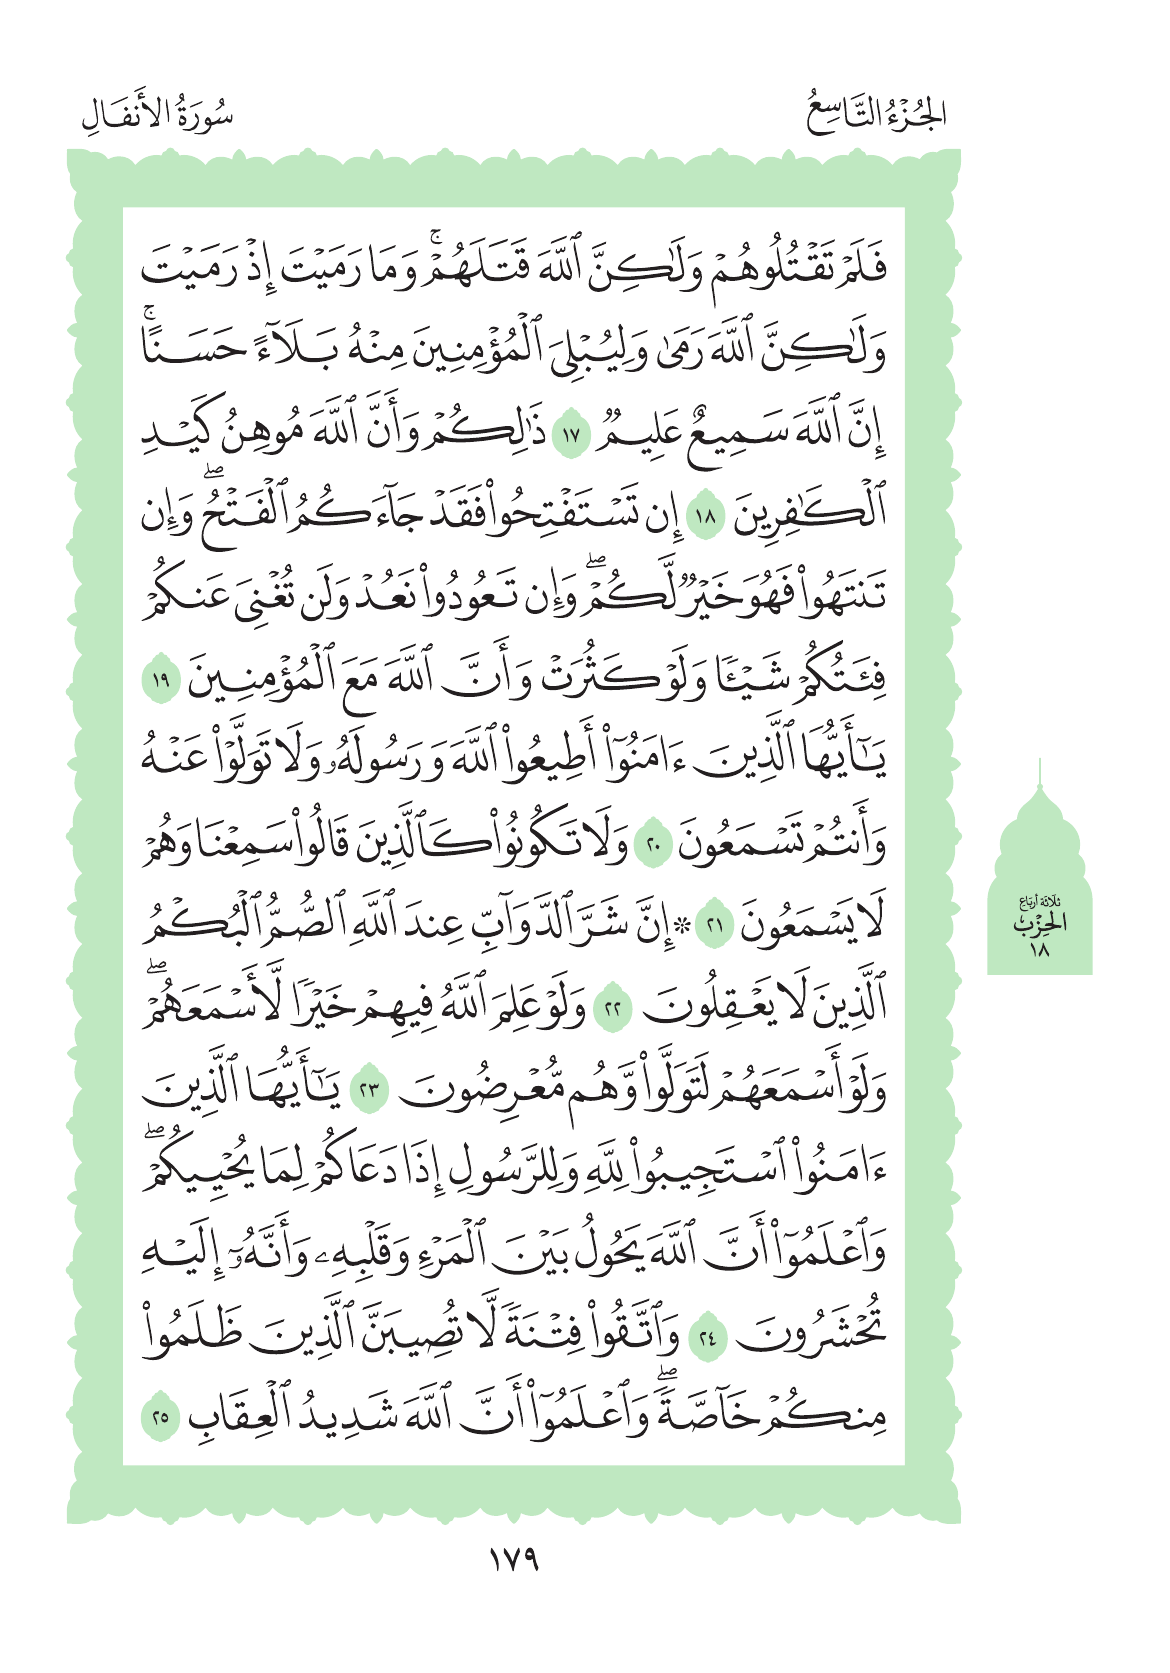 الجُزْءُ التَّاسِعُ
سُورَةُ الأَنفَالِ
فَلَمْ تَقْتُلُوهُمْ وَلَٰكِنَّ ٱللَّهَ قَتَلَهُمْۚ وَمَا رَمَيْتَ إِذْ رَمَيْتَ
وَلَٰكِنَّ ٱللَّهَ رَمَىٰ وَلِيُبْلِيَ ٱلْمُؤْمِنِينَ مِنْهُ بَلَآءً حَسَنًاۚ
إِنَّ ٱللَّهَ سَمِيعٌ عَلِيمٌ ١٧ ذَٰلِكُمْ وَأَنَّ ٱللَّهَ مُوهِنُ كَيْدِ
ٱلْكَٰفِرِينَ ١٨ إِن تَسْتَفْتِحُوا۟ فَقَدْ جَآءَكُمُ ٱلْفَتْحُۖ وَإِن
تَنتَهُوا۟ فَهُوَ خَيْرٌ لَّكُمْۖ وَإِن تَعُودُوا۟ نَعُدْ وَلَن تُغْنِيَ عَنكُمْ
فِئَتُكُمْ شَيْـًٔا وَلَوْ كَثُرَتْ وَأَنَّ ٱللَّهَ مَعَ ٱلْمُؤْمِنِينَ ١٩
يَٰٓأَيُّهَا ٱلَّذِينَ ءَامَنُوٓا۟ أَطِيعُوا۟ ٱللَّهَ وَرَسُولَهُۥ وَلَا تَوَلَّوْا۟ عَنْهُ
وَأَنتُمْ تَسْمَعُونَ ٢٠ وَلَا تَكُونُوا۟ كَٱلَّذِينَ قَالُوا۟ سَمِعْنَا وَهُمْ
لَا يَسْمَعُونَ ٢١ ۞ إِنَّ شَرَّ ٱلدَّوَآبِّ عِندَ ٱللَّهِ ٱلصُّمُّ ٱلْبُكْمُ
ٱلَّذِينَ لَا يَعْقِلُونَ ٢٢ وَلَوْ عَلِمَ ٱللَّهُ فِيهِمْ خَيْرًا لَّأَسْمَعَهُمْۖ
وَلَوْ أَسْمَعَهُمْ لَتَوَلَّوا۟ وَّهُم مُّعْرِضُونَ ٢٣ يَٰٓأَيُّهَا ٱلَّذِينَ
ءَامَنُوا۟ ٱسْتَجِيبُوا۟ لِلَّهِ وَلِلرَّسُولِ إِذَا دَعَاكُمْ لِمَا يُحْيِيكُمْۖ
وَٱعْلَمُوٓا۟ أَنَّ ٱللَّهَ يَحُولُ بَيْنَ ٱلْمَرْءِ وَقَلْبِهِۦ وَأَنَّهُۥٓ إِلَيْهِ
تُحْشَرُونَ ٢٤ وَٱتَّقُوا۟ فِتْنَةً لَّا تُصِيبَنَّ ٱلَّذِينَ ظَلَمُوا۟
مِنكُمْ خَآصَّةًۖ وَٱعْلَمُوٓا۟ أَنَّ ٱللَّهَ شَدِيدُ ٱلْعِقَابِ ٢٥
ثلاثة أرباع
الحِزْب
١٨
١٧٩